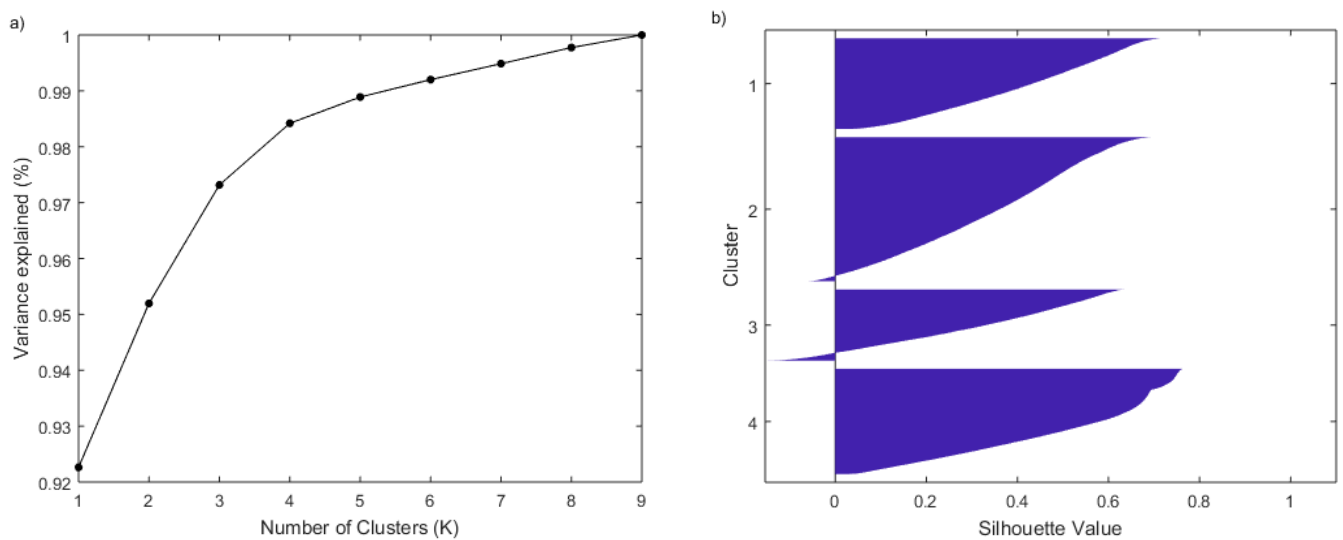 a)
1
0.99
0.98
0.97
0.96
0.95
0.94
0.93
0.92
Variance explained (%)
1 2 3 4 5 6 7 8 9
Number of Clusters (K)
b)
1
2
3
4
Cluster
0 0.2 0.4 0.6 0.8 1
Silhouette Value